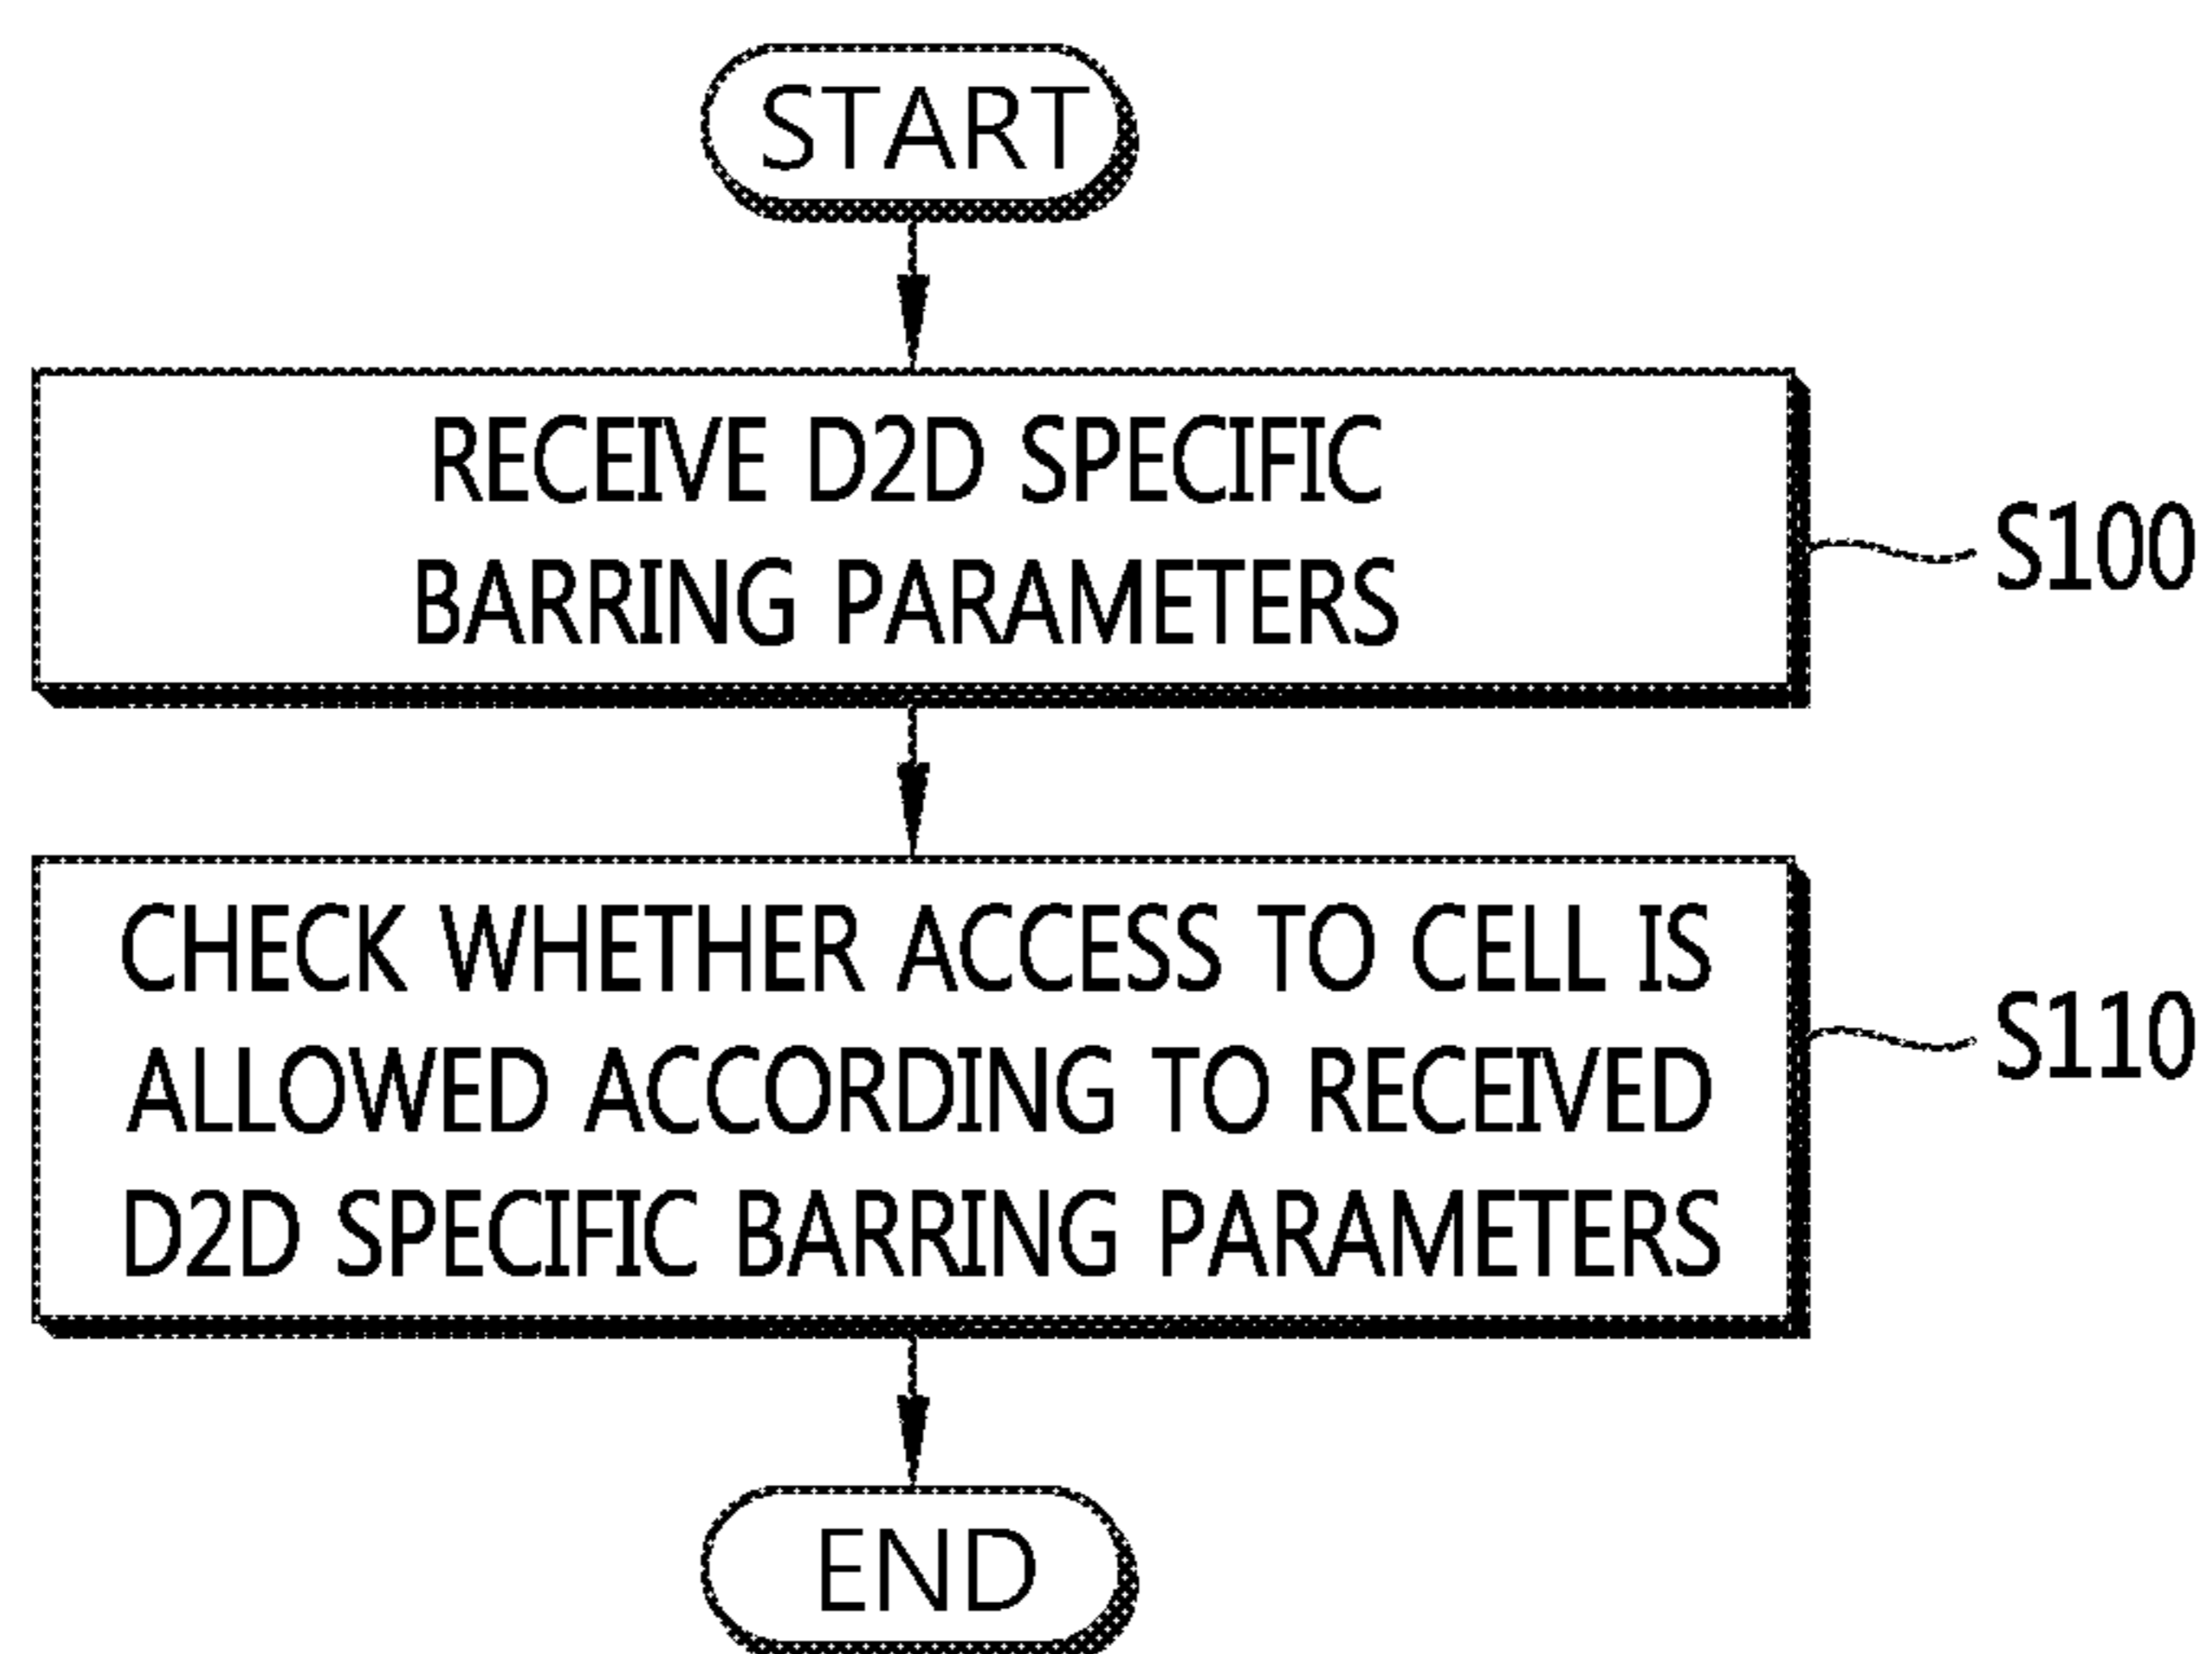 START
RECEIVE D2D SPECIFIC
BARRING PARAMETERS
S100
CHECK WHETHER ACCESS TO CELL IS
ALLOWED ACCORDING TO RECEIVED
D2D SPECIFIC BARRING PARAMETERS
S110
END